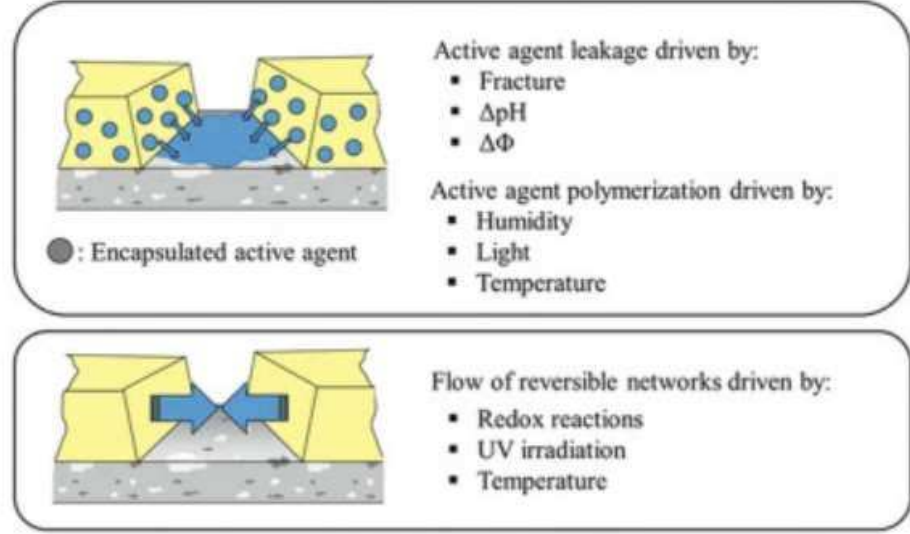 Active agent leakage driven by:
▪ Fracture
▪ ΔpH
▪ ΔΦ
Active agent polymerization driven by:
▪ Humidity
▪ Light
▪ Temperature
: Encapsulated active agent
Flow of reversible networks driven by:
▪ Redox reactions
▪ UV irradiation
▪ Temperature